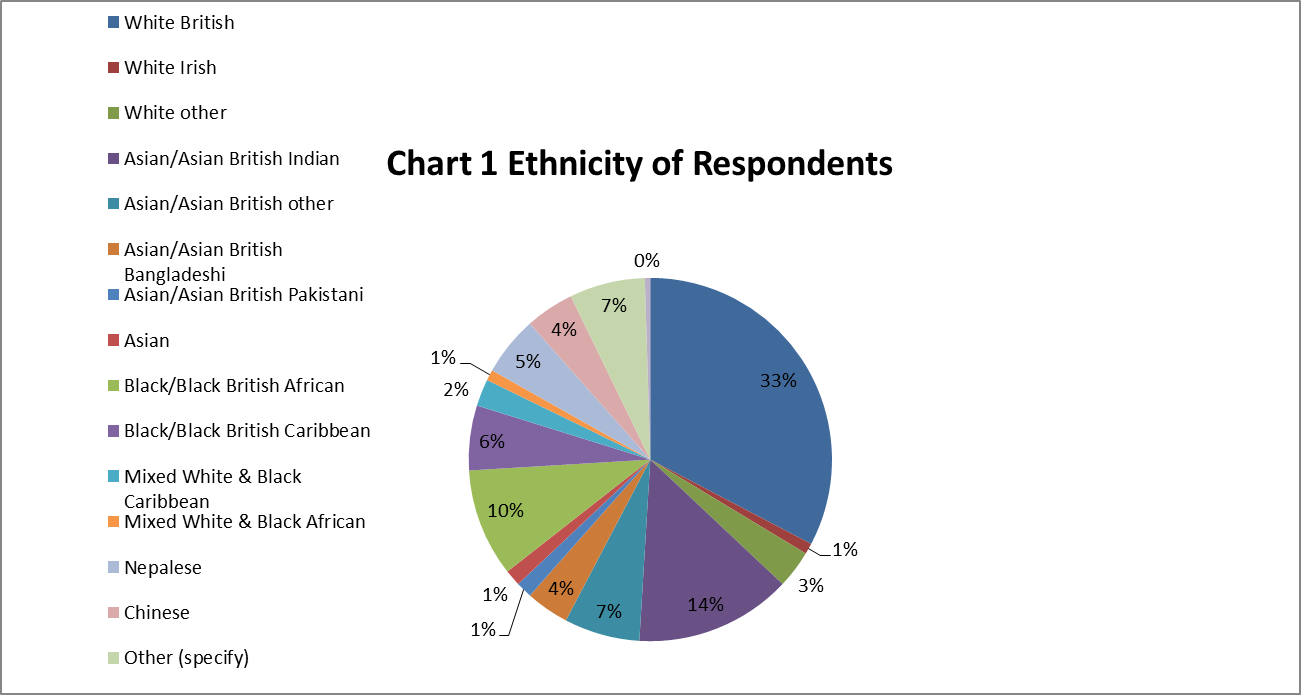 White British
White Irish
White other
Asian/Asian British Indian
Asian/Asian British other
Asian/Asian British
Bangladeshi
Asian/Asian British Pakistani
Asian
Black/Black British African
Black/Black British Caribbean
Mixed White & Black
Caribbean
Mixed White & Black African
Nepalese
Chinese
Other (specify)
Chart 1 Ethnicity of Respondents
0%
33%
1%
3%
14%
7%
4%
1%
1%
10%
6%
2%
1%
5%
4%
7%